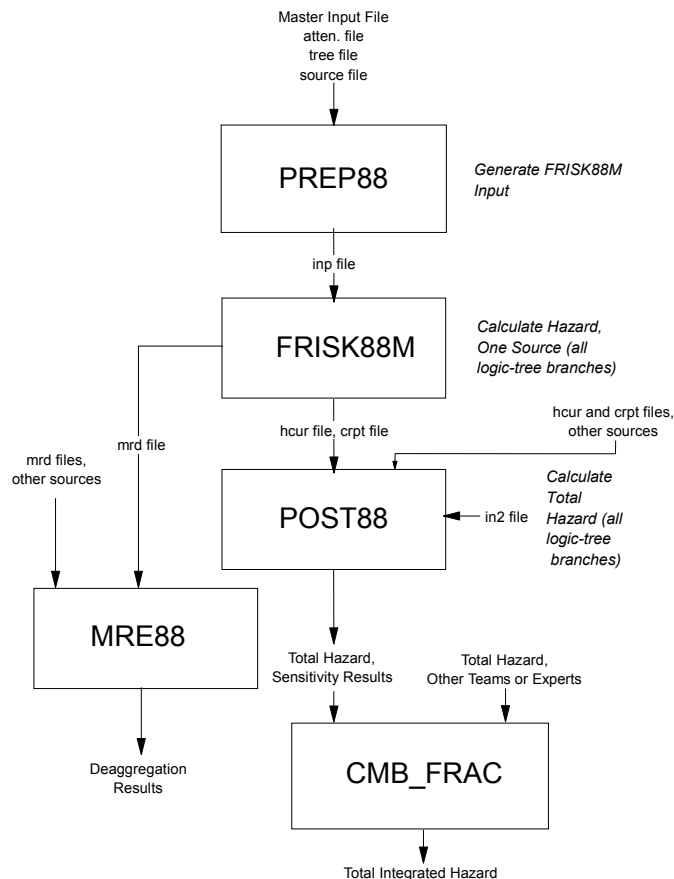 Master Input File
atten. file
tree file
source file
PREP88
Generate FRISK88M
Input
inp file
FRISK88M
Calculate Hazard,
One Source (all
logic-tree branches)
hcur file, crpt file
hcur and crpt files,
other sources
mrd file
mrd files,
other sources
POST88
in2 file
Calculate
Total
Hazard (all
logic-tree
branches)
MRE88
Total Hazard,
Sensitivity Results
Total Hazard,
Other Teams or Experts
Deaggregation
Results
CMB_FRAC
Total Integrated Hazard